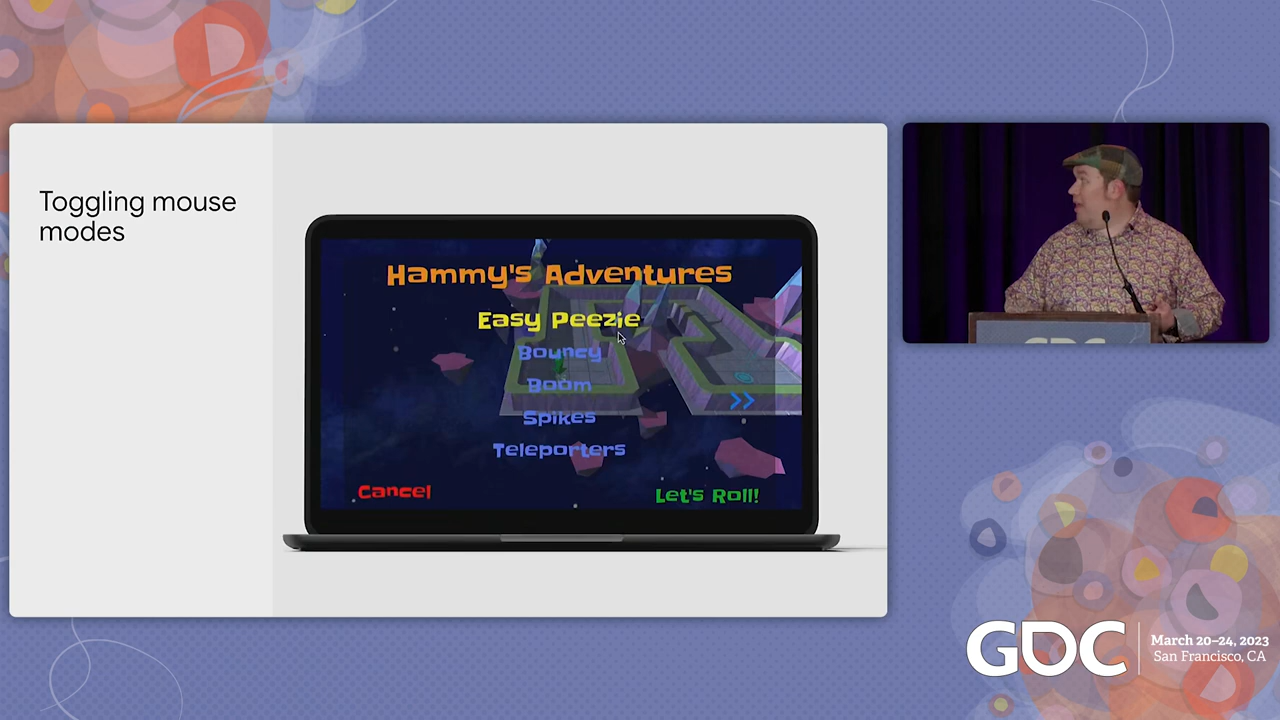 Toggling mouse
modes
Hammy's Adventures
Easy Peezie
Bouncy
Boom
Spikes
Teleporters
Cancel
Let's Roll!
GDC
GDC
March 20–24, 2023
San Francisco, CA